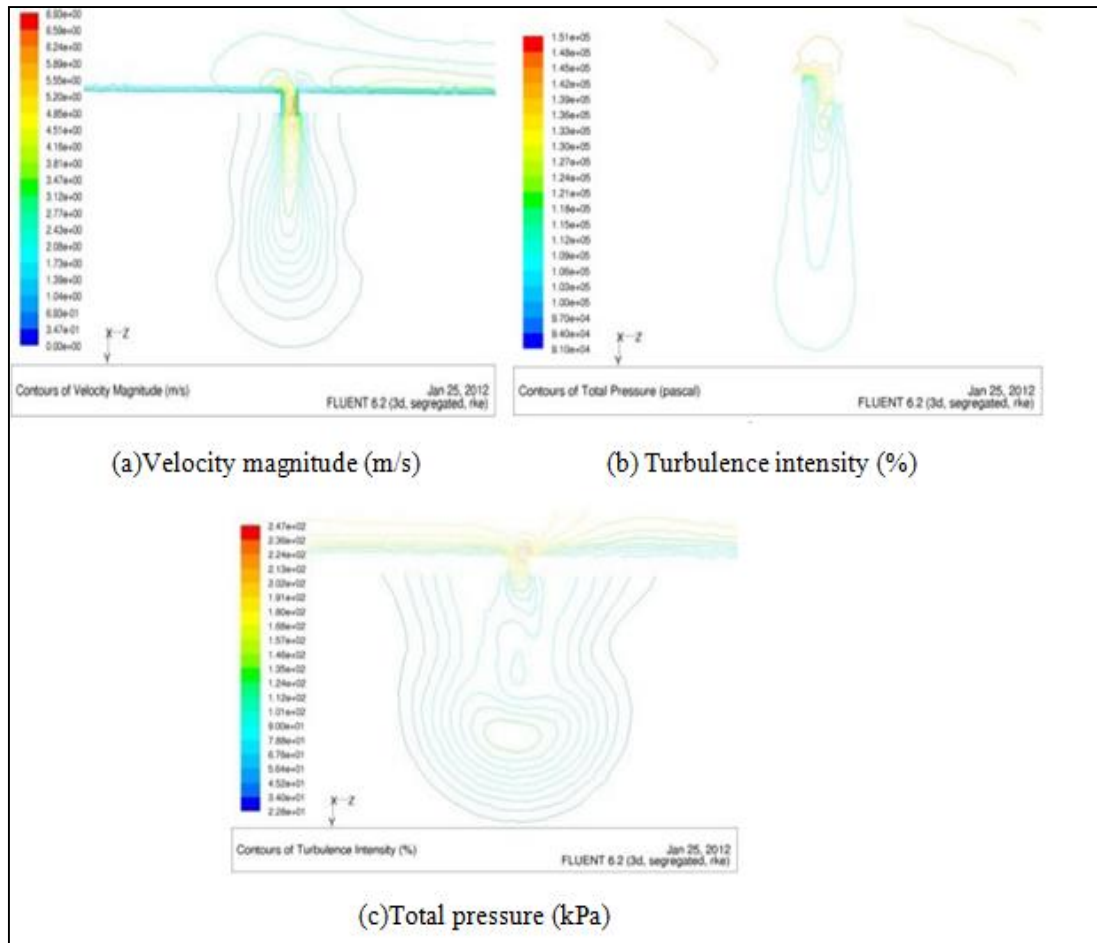 6.93e+00
6.59e+00
6.24e+00
5.89e+00
5.55e+00
5.20e+00
4.85e+00
4.51e+00
4.16e+00
3.81e+00
3.47e+00
3.12e+00
2.77e+00
2.43e+00
2.08e+00
1.73e+00
1.39e+00
1.04e+00
6.93e-01
3.47e-01
0.00e+00
X Z
Y
Contours of Velocity Magnitude (m/s)
Jan 25, 2012
FLUENT 6.2 (3d, segregated, rke)
(a)Velocity magnitude (m/s)
1.51e+05
1.48e+05
1.45e+05
1.42e+05
1.39e+05
1.36e+05
1.33e+05
1.30e+05
1.27e+05
1.24e+05
1.21e+05
1.18e+05
1.15e+05
1.12e+05
1.09e+05
1.06e+05
1.03e+05
1.00e+05
9.70e+04
9.40e+04
9.10e+04
X Z
Y
Contours of Total Pressure (pascal)
Jan 25, 2012
FLUENT 6.2 (3d, segregated, rke)
(b) Turbulence intensity (%)
2.47e+02
2.36e+02
2.24e+02
2.13e+02
2.02e+02
1.91e+02
1.80e+02
1.68e+02
1.57e+02
1.46e+02
1.35e+02
1.24e+02
1.12e+02
1.01e+02
9.00e+01
7.88e+01
6.76e+01
5.64e+01
4.52e+01
3.40e+01
2.28e+01
X Z
Y
Contours of Turbulence Intensity (%)
Jan 25, 2012
FLUENT 6.2 (3d, segregated, rke)
(c)Total pressure (kPa)